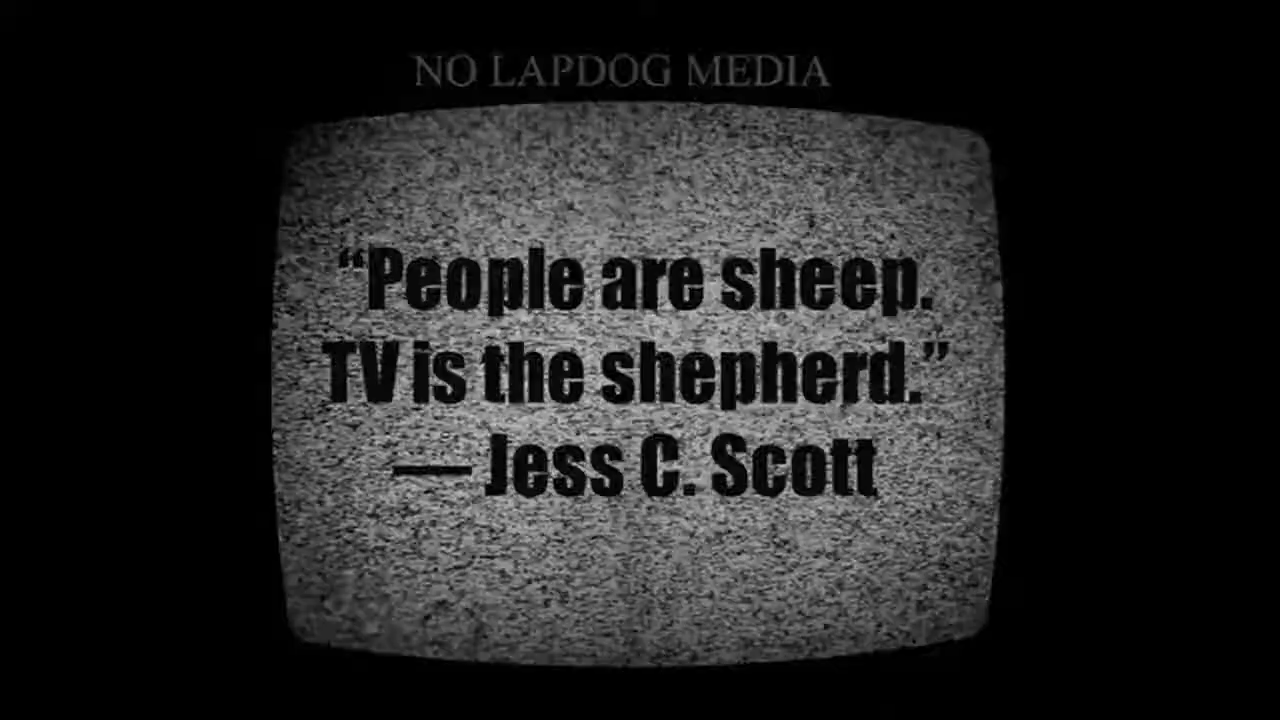 NO LAPDOG MEDIA
“People are sheep.
TV is the shepherd.”
— Jess C. Scott